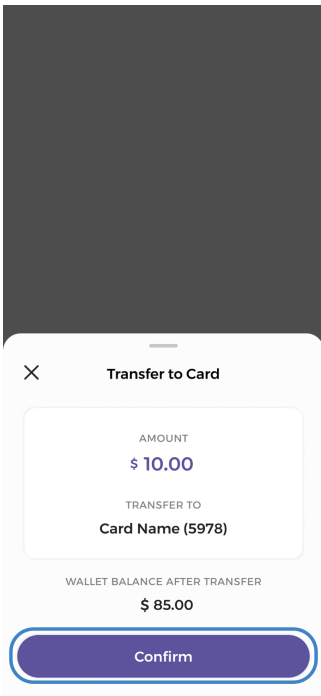 Transfer to Card
AMOUNT
$ 10.00
TRANSFER TO
Card Name (5978)
WALLET BALANCE AFTER TRANSFER
$ 85.00
Confirm